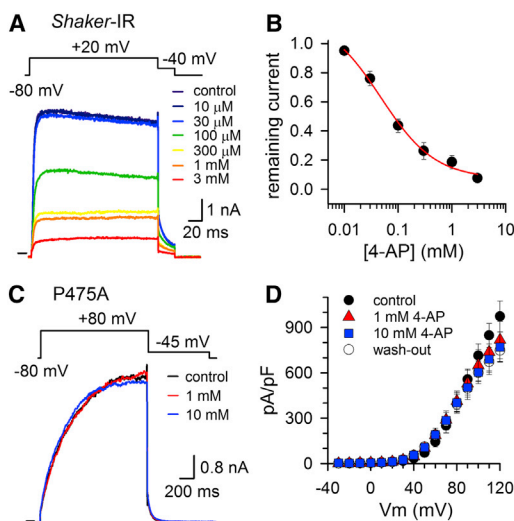 A
Shaker-IR
+20 mV
-40 mV
-80 mV
control
10 μM
30 μM
100 μM
300 μM
1 mM
3 mM
1 nA
20 ms
B
remaining current
1.0
0.8
0.6
0.4
0.2
0.0
0.01 0.1 1 10
[4-AP] (mM)
C
P475A
+80 mV
-45 mV
-80 mV
control
1 mM
10 mM
0.8 nA
200 ms
D
control
1 mM 4-AP
10 mM 4-AP
wash-out
pA/pF
900
600
300
0
-40 0 40 80 120
Vm (mV)